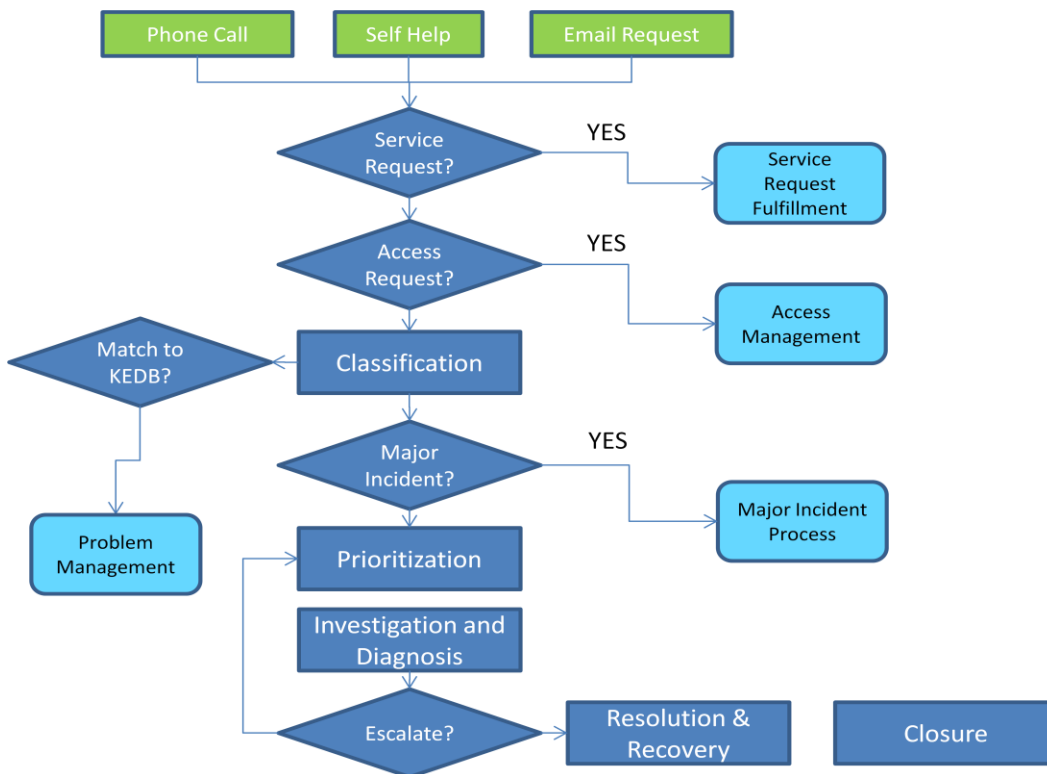 Phone Call
Self Help
Email Request
Service
Request?
YES
Service
Request
Fulfillment
Access
Request?
YES
Access
Management
Match to
KEDB?
Classification
Major
Incident?
YES
Major Incident
Process
Problem
Management
Prioritization
Investigation and
Diagnosis
Escalate?
Resolution &
Recovery
Closure